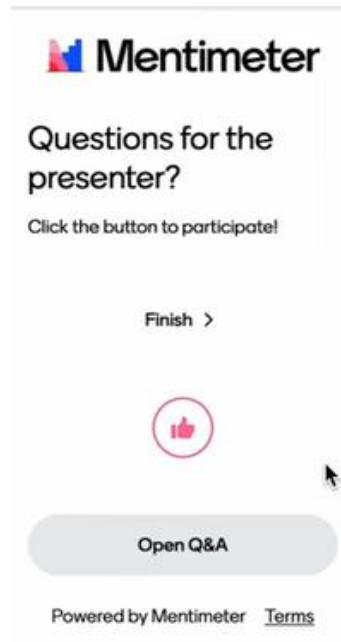 Mentimeter
Questions for the
presenter?
Click the button to participate!
Finish >
Open Q&A
Powered by Mentimeter Terms